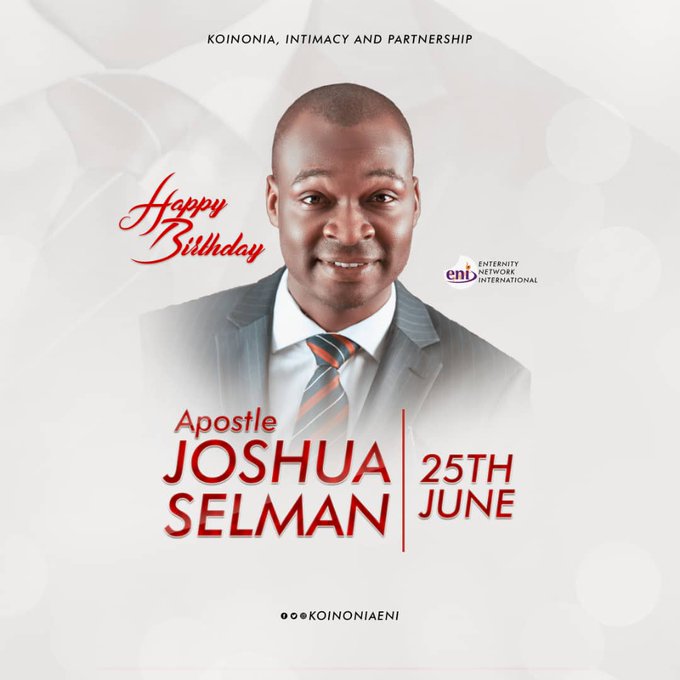 KOINONIA, INTIMACY AND PARTNERSHIP
Happy
Birthday
eni
ENTERNITY
NETWORK
INTERNATIONAL
Apostle
JOSHUA
SELMAN
25TH
JUNE
@KOINONIAENI